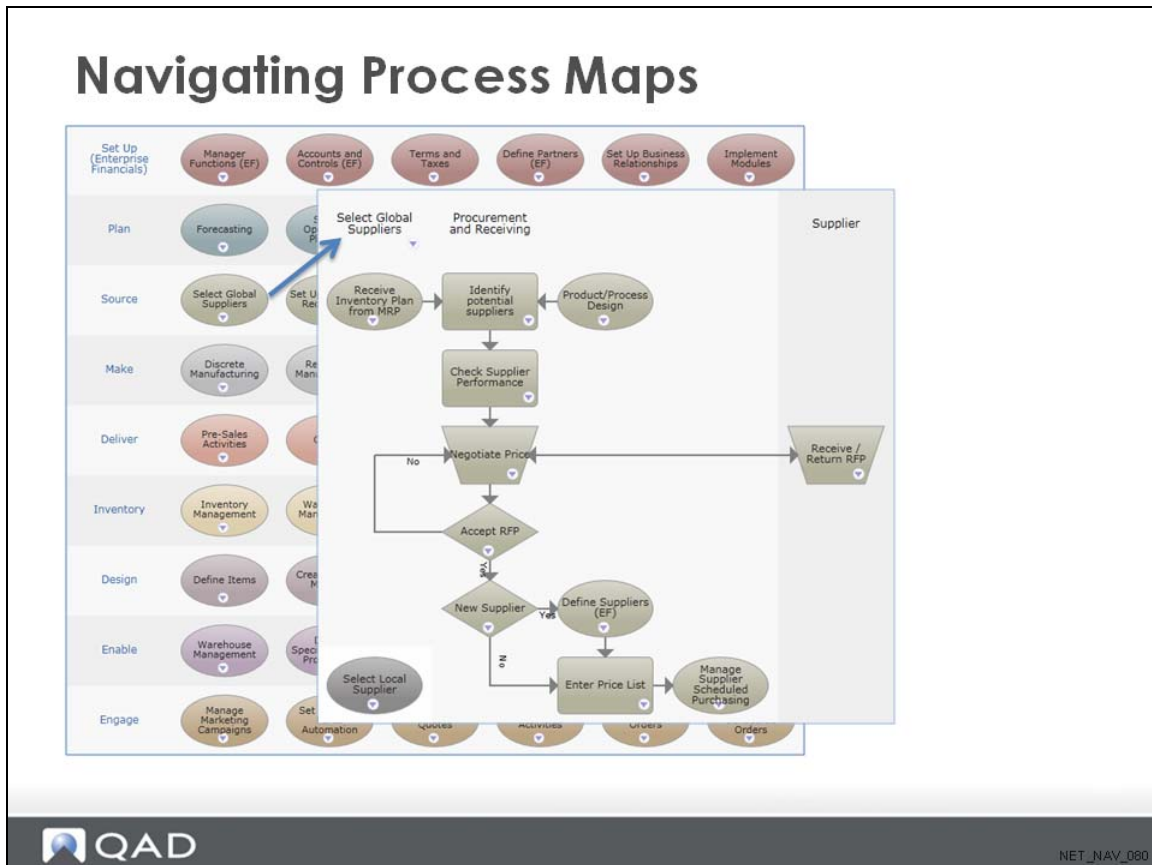 Navigating Process Maps
Set Up
(Enterprise
Financials)
Manager
Functions (EF)
Accounts and
Controls (EF)
Terms and
Taxes
Define Partners
(EF)
Set Up Business
Relationships
Implement
Modules
Plan
Forecasting
Source
Select Global
Suppliers
Set U
Make
Discrete
Manufacturing
Deliver
Pre-Sales
Activities
Inventory
Inventory
Management
Design
Define Items
Enable
Warehouse
Management
Engage
Manage
Marketing
Campaigns
Set
Automation
Quotes
Activities
Orders
Orders
Select Global
Suppliers
Procurement
and Receiving
Supplier
Receive
Inventory Plan
from MRP
Identify
potential
suppliers
Product/Process
Design
Check Supplier
Performance
Negotiate Price
Receive /
Return RFP
No
Accept RFP
Yes
New Supplier
Yes
Define Suppliers
(EF)
No
Enter Price List
Manage
Supplier
Scheduled
Purchasing
Select Local
Supplier
QAD
NET_NAV_080